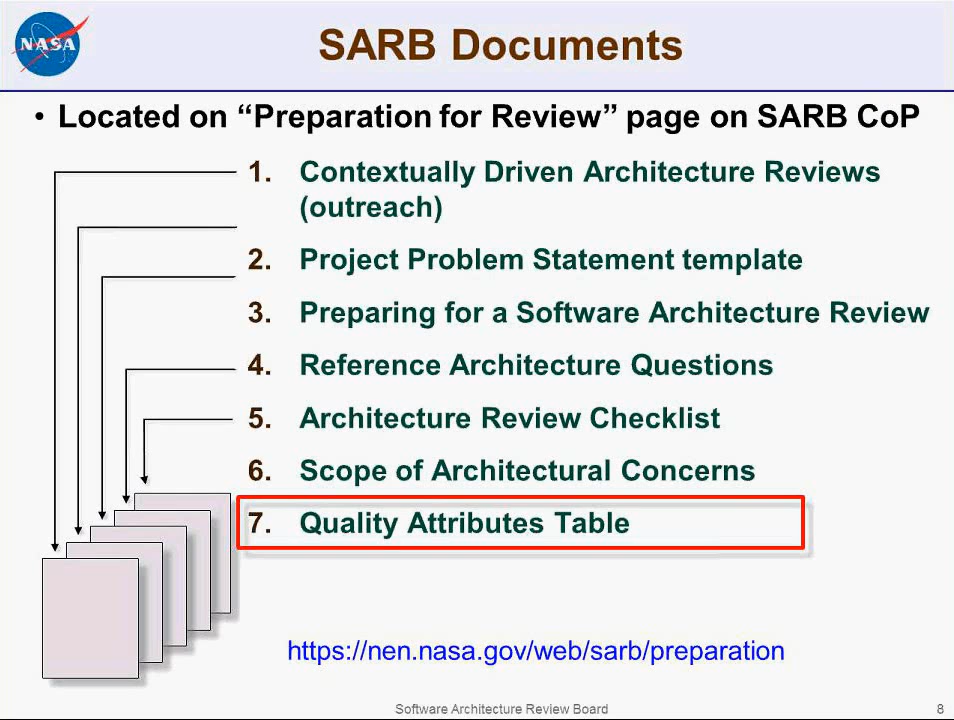 NASA
SARB Documents
• Located on “Preparation for Review” page on SARB CoP
1. Contextually Driven Architecture Reviews
(outreach)
2. Project Problem Statement template
3. Preparing for a Software Architecture Review
4. Reference Architecture Questions
5. Architecture Review Checklist
6. Scope of Architectural Concerns
7. Quality Attributes Table
https://nen.nasa.gov/web/sarb/preparation
Software Architecture Review Board
8